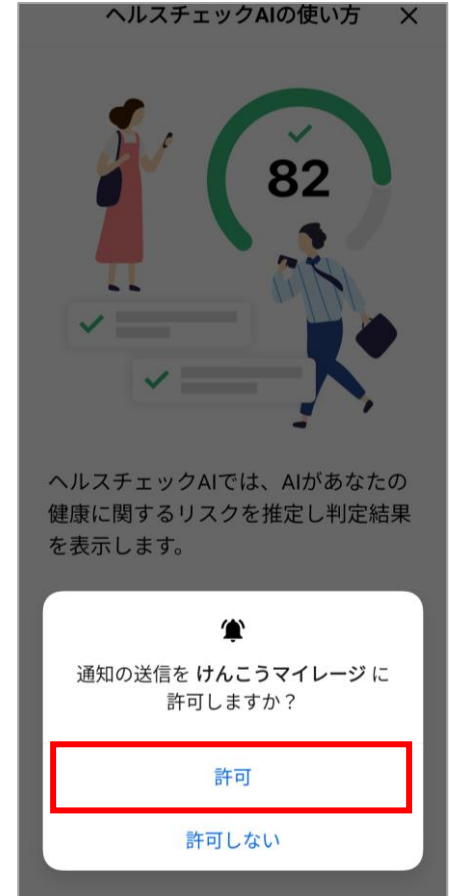 ヘルスチェックAIの使い方 ×
82
ヘルスチェックAIでは、AIがあなたの
健康に関するリスクを推定し判定結果
を表示します。
通知の送信を けんこうマイレージ に
許可しますか？
許可
許可しない